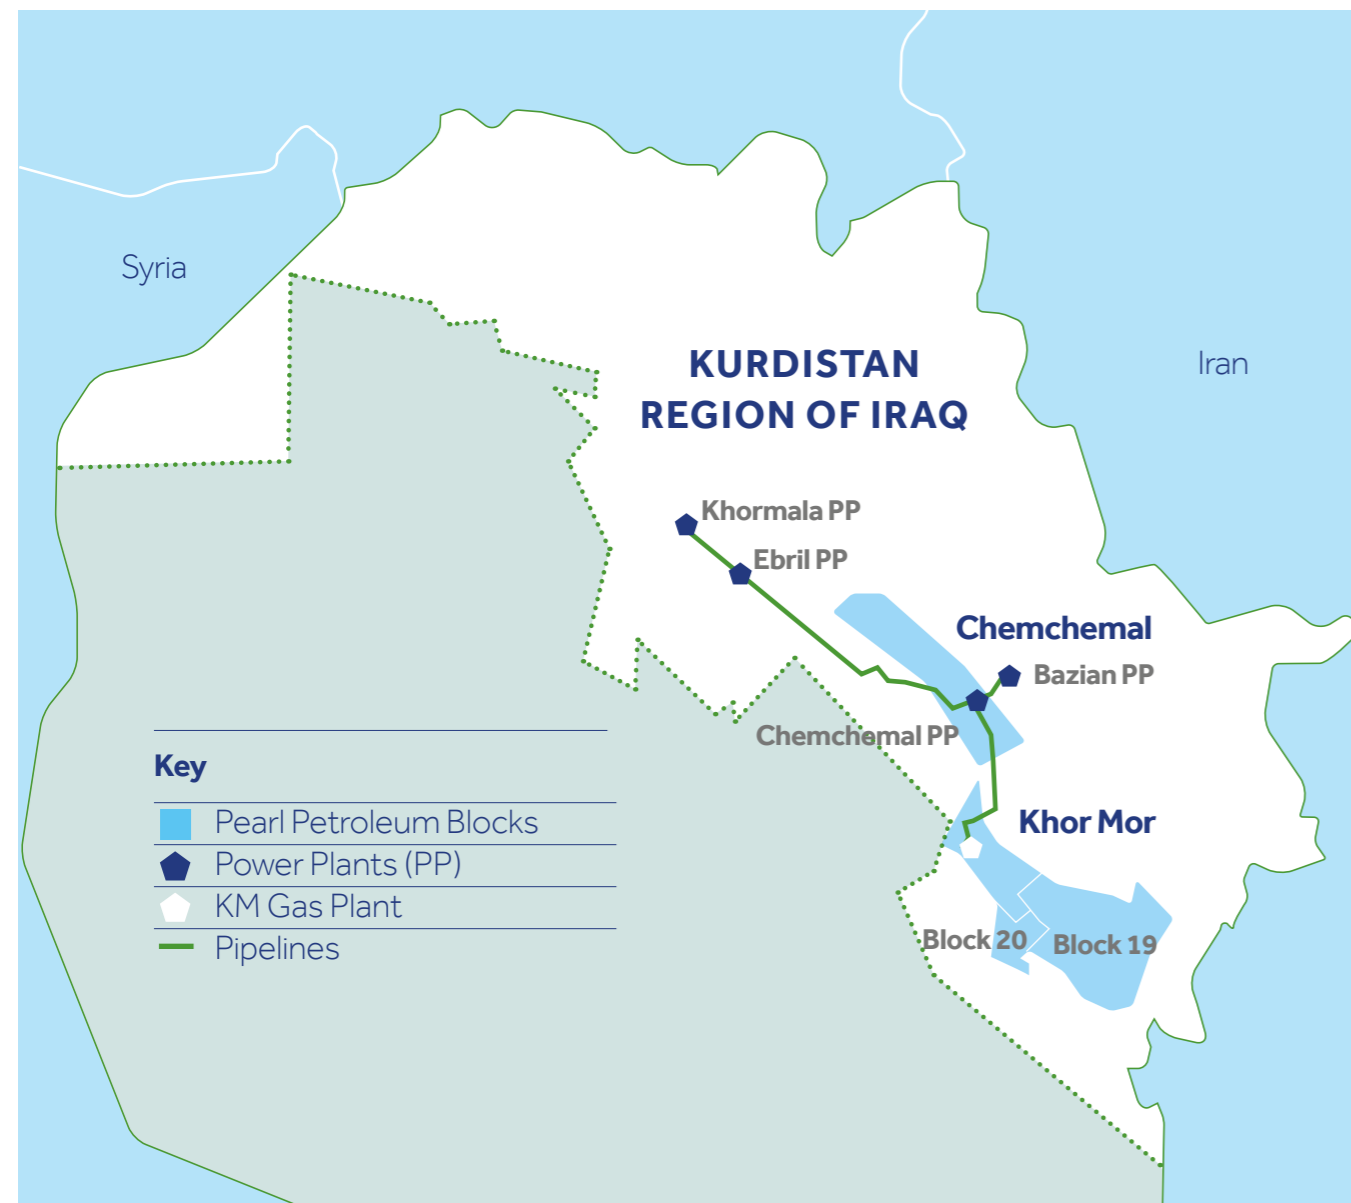 Syria
Iran
KURDISTAN
REGION OF IRAQ
Khormala PP
Ebril PP
Chemchemal
Bazian PP
Chemchemal PP
Key
Pearl Petroleum Blocks
Power Plants (PP)
KM Gas Plant
Pipelines
Khor Mor
Block 20
Block 19